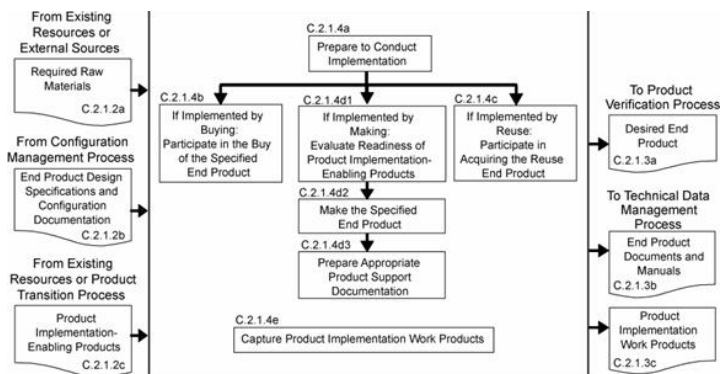 From Existing
Resources or
External Sources
Required Raw
Materials
C.2.1.2a
From Configuration
Management Process
End Product Design
Specifications and
Configuration
Documentation
C.2.1.2b
From Existing
Resources or Product
Transition Process
Product
Implementation-
Enabling Products
C.2.1.2c
C.2.1.4a
Prepare to Conduct
Implementation
C.2.1.4b
If Implemented by
Buying:
Participate in the Buy
of the Specified
End Product
C.2.1.4d1
If Implemented by
Making:
Evaluate Readiness of
Product Implementation-
Enabling Products
C.2.1.4c
If Implemented by
Reuse:
Participate in
Acquiring the Reuse
End Product
C.2.1.4d2
Make the Specified
End Product
C.2.1.4d3
Prepare Appropriate
Product Support
Documentation
C.2.1.4e
Capture Product Implementation Work Products
To Product
Verification Process
Desired End
Product
C.2.1.3a
To Technical Data
Management
Process
End Product
Documents and
Manuals
C.2.1.3b
Product
Implementation
Work Products
C.2.1.3c